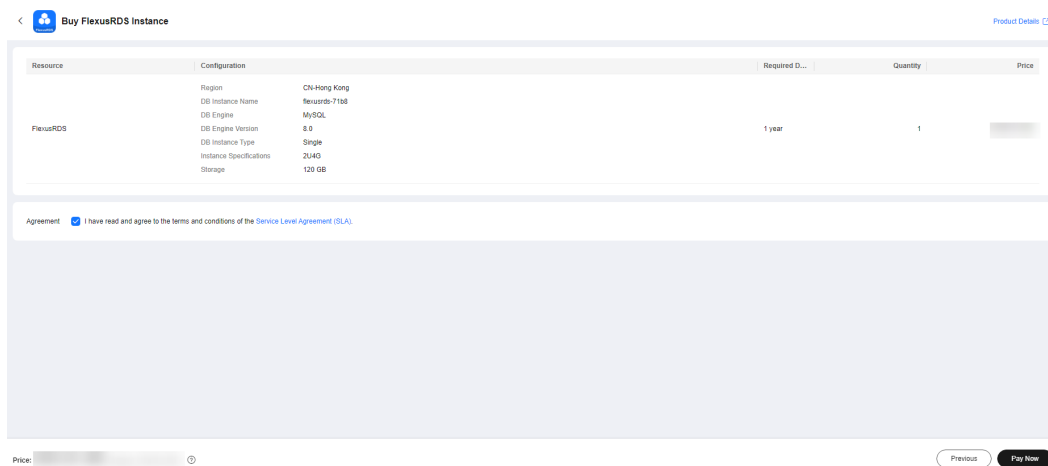 Buy FlexusRDS Instance
Product Details
Resource Configuration Required D... Quantity Price
Region CN-Hong Kong
DB Instance Name flexusrds-71b8
DB Engine MySQL
FlexusRDS DB Engine Version 8.0 1 year 1
DB Instance Type Single
Instance Specifications 2U4G
Storage 120 GB
Agreement I have read and agree to the terms and conditions of the Service Level Agreement (SLA).
Price:
Previous Pay Now